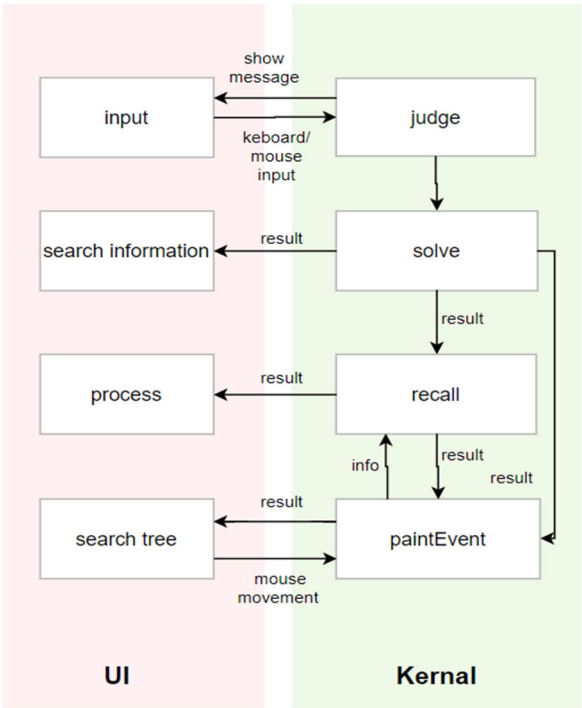 show
message
input
judge
keboard/
mouse
input
search information
result
solve
result
process
result
recall
info
result
result
search tree
result
paintEvent
mouse
movement
UI
Kernal